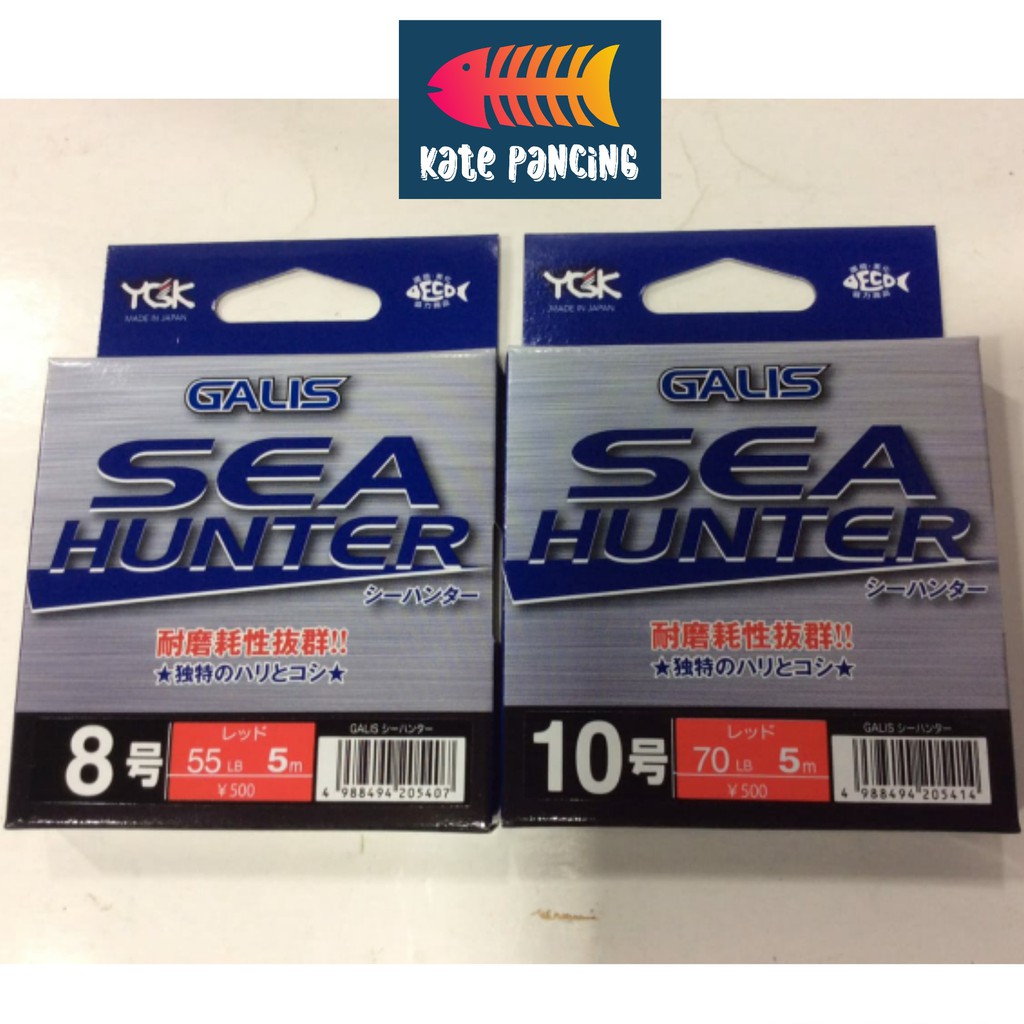 Kate Pancing
YGK
MADE IN JAPAN
ECO
GALIS
SEA
HUNTER
シーハンター
耐磨耗性抜群!!
★独特のハリとコシ★
8号
レッド
55 LB 5m
¥500
GALIS シーハンター
4 988494 205407
YGK
MADE IN JAPAN
ECO
GALIS
SEA
HUNTER
シーハンター
耐磨耗性抜群!!
★独特のハリとコシ★
10号
レッド
70 LB 5m
¥500
GALIS シーハンター
4 988494 205414